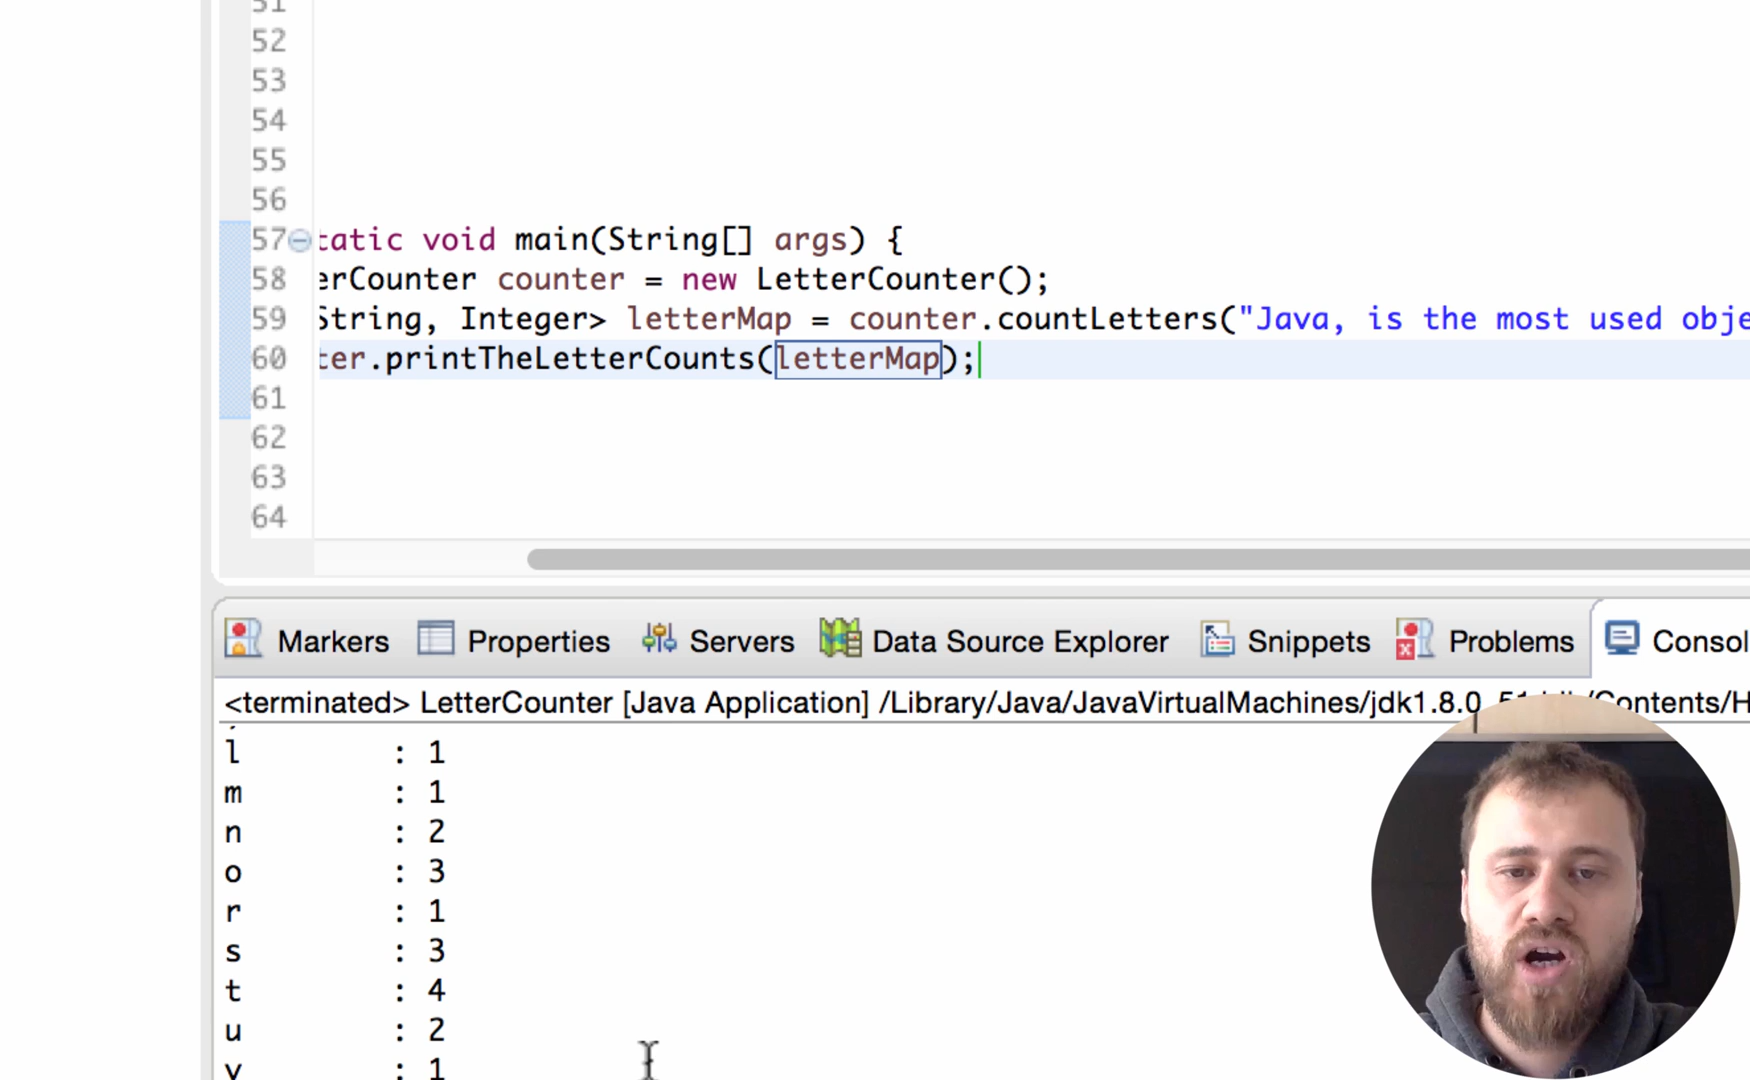 51
52
53
54
55
56
57 tatic void main(String[] args) {
58 erCounter counter = new LetterCounter();
59 String, Integer> letterMap = counter.countLetters("Java, is the most used obje
60 ter.printTheLetterCounts(letterMap);
61
62
63
64
Markers Properties Servers Data Source Explorer Snippets Problems Consol
<terminated> LetterCounter [Java Application] /Library/Java/JavaVirtualMachines/jdk1.8.0_51 /Contents/H
l : 1
m : 1
n : 2
o : 3
r : 1
s : 3
t : 4
u : 2
: 1